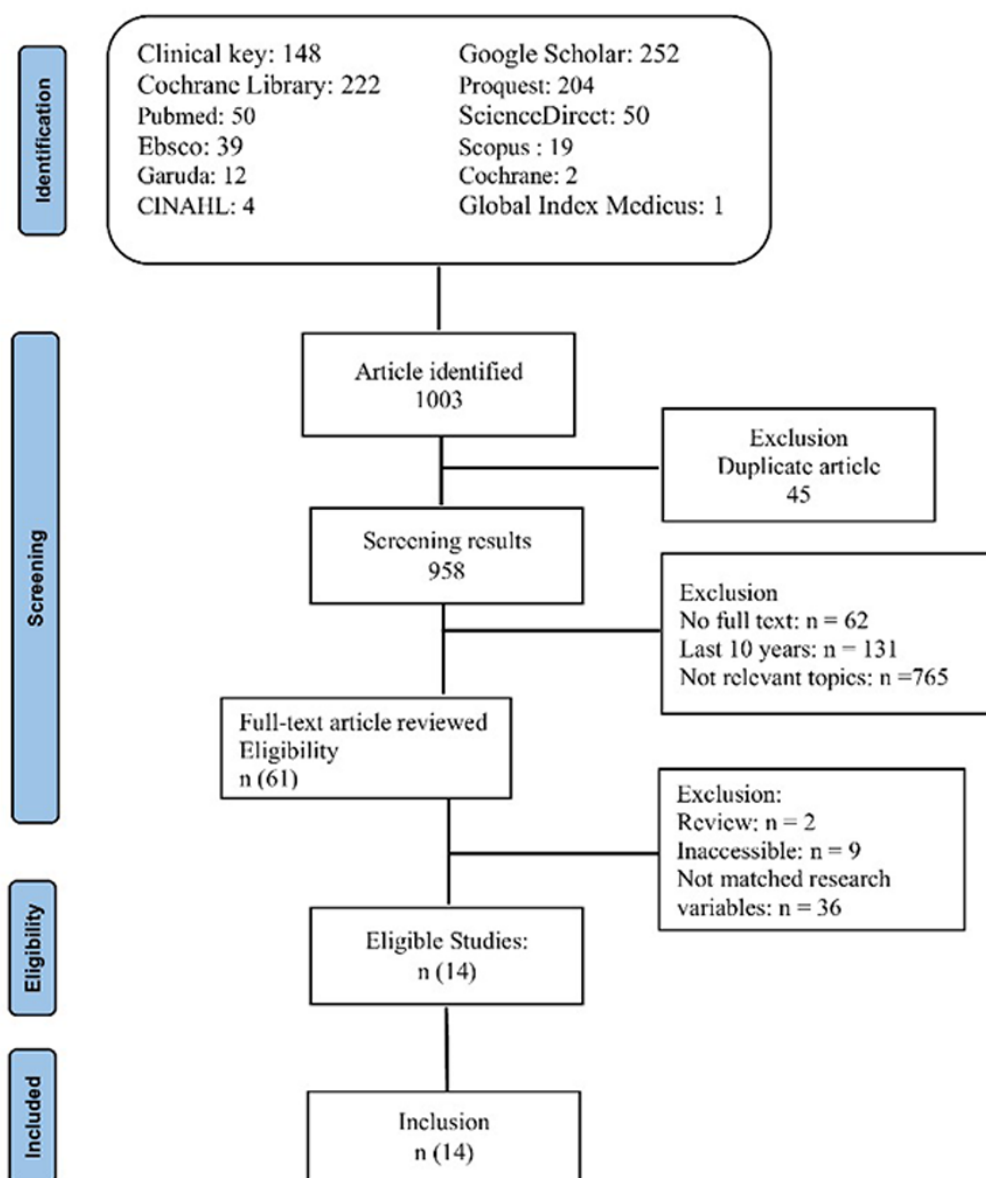 Identification
Clinical key: 148
Cochrane Library: 222
Pubmed: 50
Ebsco: 39
Garuda: 12
CINAHL: 4
Google Scholar: 252
Proquest: 204
ScienceDirect: 50
Scopus : 19
Cochrane: 2
Global Index Medicus: 1
Screening
Article identified
1003
Exclusion
Duplicate article
45
Screening results
958
Exclusion
No full text: n = 62
Last 10 years: n = 131
Not relevant topics: n =765
Full-text article reviewed
Eligibility
n (61)
Exclusion:
Review: n = 2
Inaccessible: n = 9
Not matched research
variables: n = 36
Eligibility
Eligible Studies:
n (14)
Included
Inclusion
n (14)